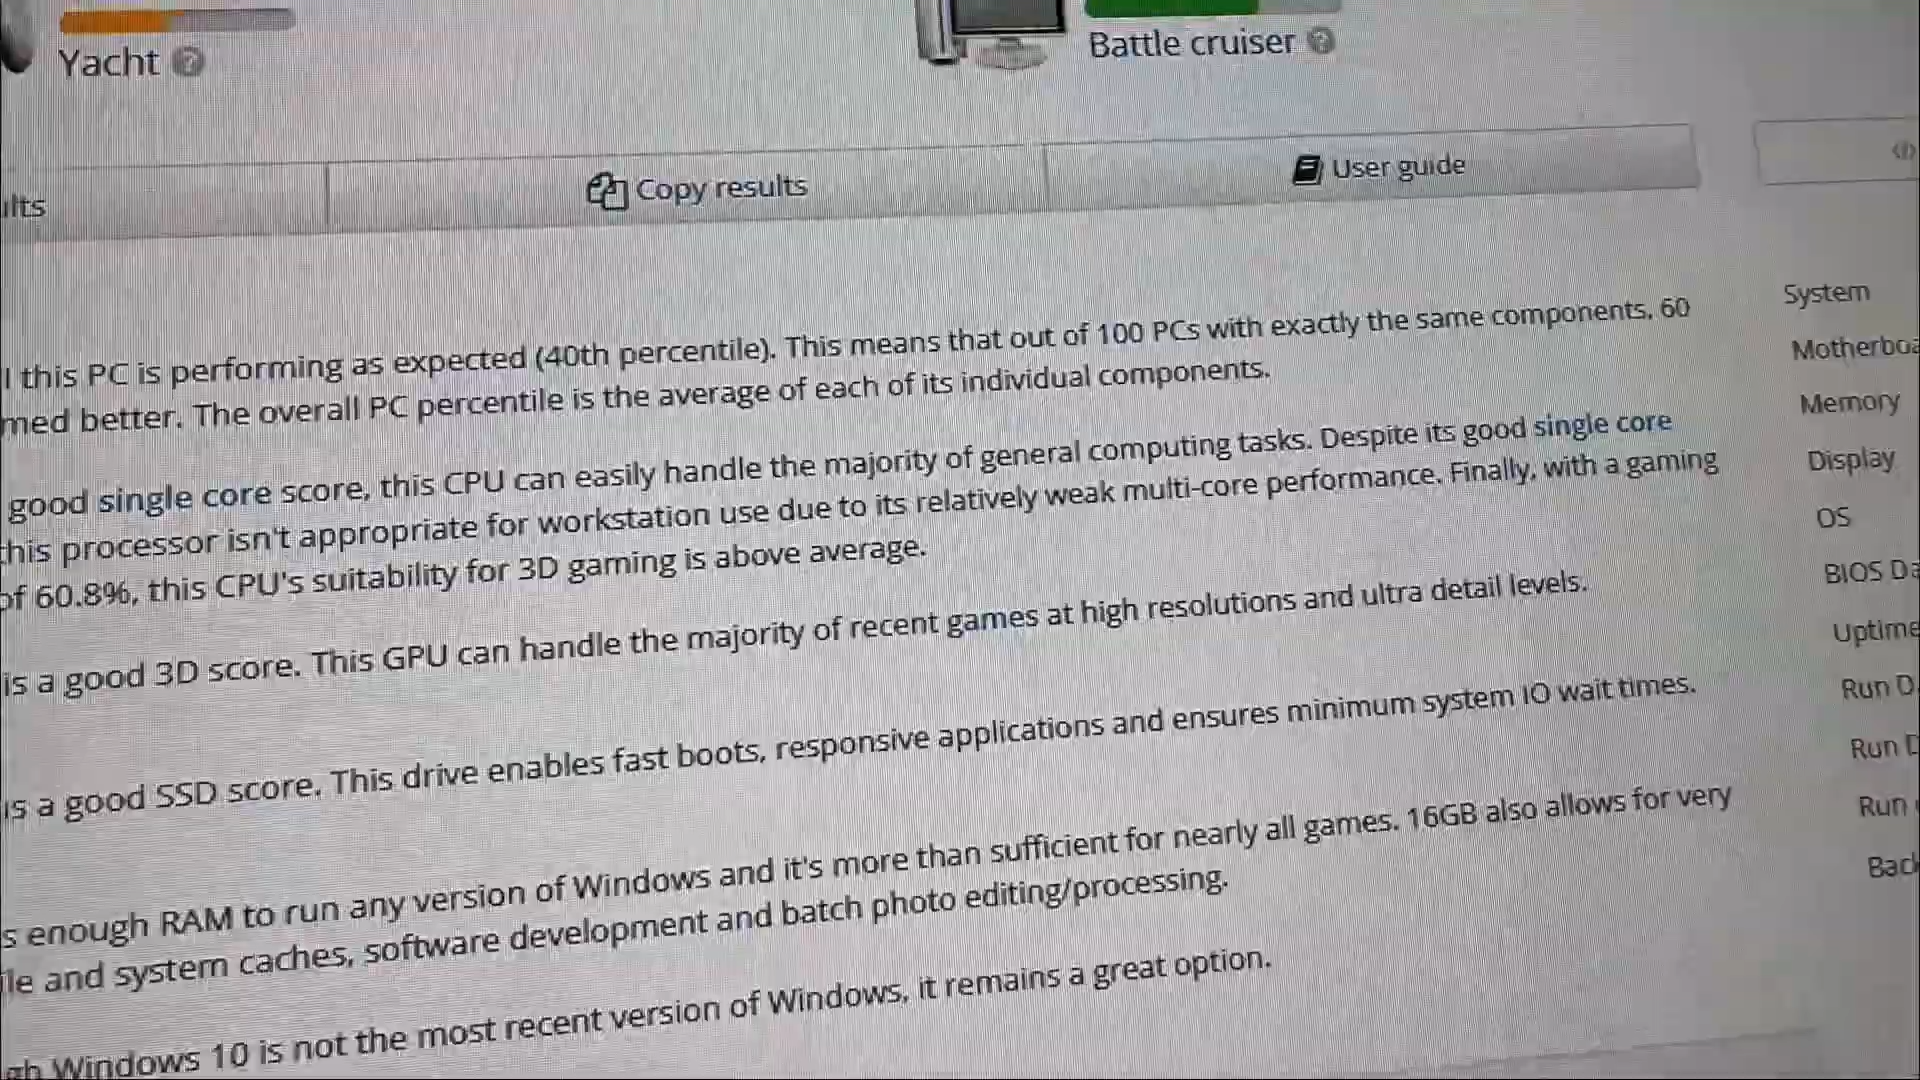 Yacht
Battle cruiser
Copy results
User guide
this PC is performing as expected (40th percentile). This means that out of 100 PCs with exactly the same components, 60
med better. The overall PC percentile is the average of each of its individual components.
good single core score, this CPU can easily handle the majority of general computing tasks. Despite its good single core
this processor isn't appropriate for workstation use due to its relatively weak multi-core performance. Finally, with a gaming
of 60.8%, this CPU's suitability for 3D gaming is above average.
is a good 3D score. This GPU can handle the majority of recent games at high resolutions and ultra detail levels.
is a good SSD score. This drive enables fast boots, responsive applications and ensures minimum system IO wait times.
s enough RAM to run any version of Windows and it's more than sufficient for nearly all games. 16GB also allows for very
and system caches, software development and batch photo editing/processing.
gh Windows 10 is not the most recent version of Windows, it remains a great option.
System
Motherboa
Memory
Display
OS
BIOS Da
Uptime
Run D
Run D
Run
Back